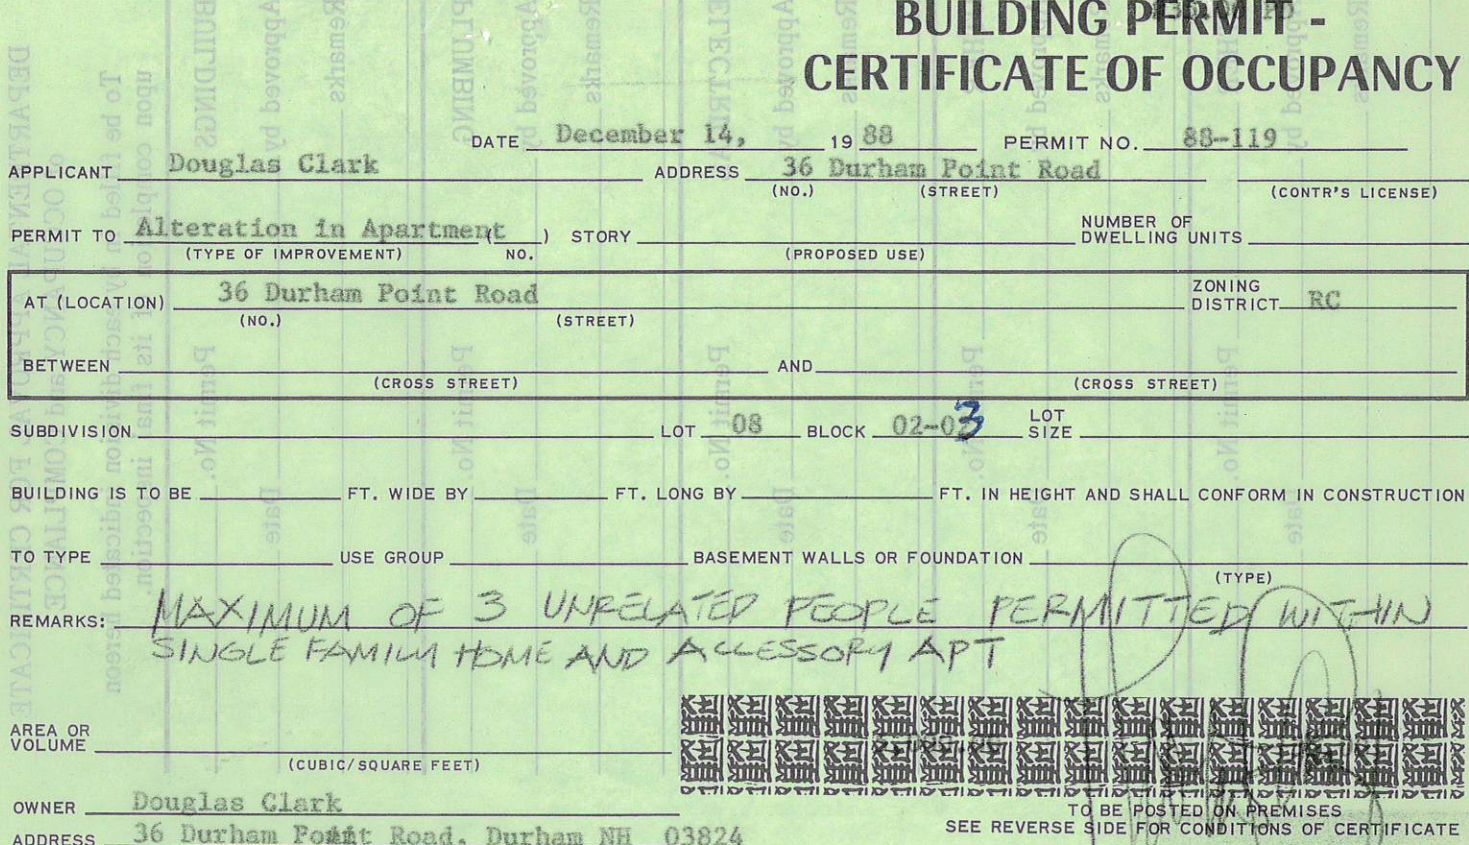 BUILDING PERMIT -
CERTIFICATE OF OCCUPANCY
DATE December 14, 19 88 PERMIT NO. 88-119
APPLICANT Douglas Clark ADDRESS 36 Durham Point Road
(NO.) (STREET) (CONTR'S LICENSE)
PERMIT TO Alteration in Apartment ( ) STORY NUMBER OF DWELLING UNITS
(TYPE OF IMPROVEMENT) NO. (PROPOSED USE)
AT (LOCATION) 36 Durham Point Road ZONING DISTRICT RC
(NO.) (STREET)
BETWEEN AND
(CROSS STREET) (CROSS STREET)
SUBDIVISION LOT 08 BLOCK 02-03 LOT SIZE
BUILDING IS TO BE FT. WIDE BY FT. LONG BY FT. IN HEIGHT AND SHALL CONFORM IN CONSTRUCTION
TO TYPE USE GROUP BASEMENT WALLS OR FOUNDATION
(TYPE)
REMARKS: MAXIMUM OF 3 UNRELATED PEOPLE PERMITTED WITHIN
SINGLE FAMILY HOME AND ACCESSORY APT
AREA OR VOLUME
(CUBIC/SQUARE FEET)
OWNER Douglas Clark
TO BE POSTED ON PREMISES
SEE REVERSE SIDE FOR CONDITIONS OF CERTIFICATE
ADDRESS 36 Durham Point Road, Durham NH 03824